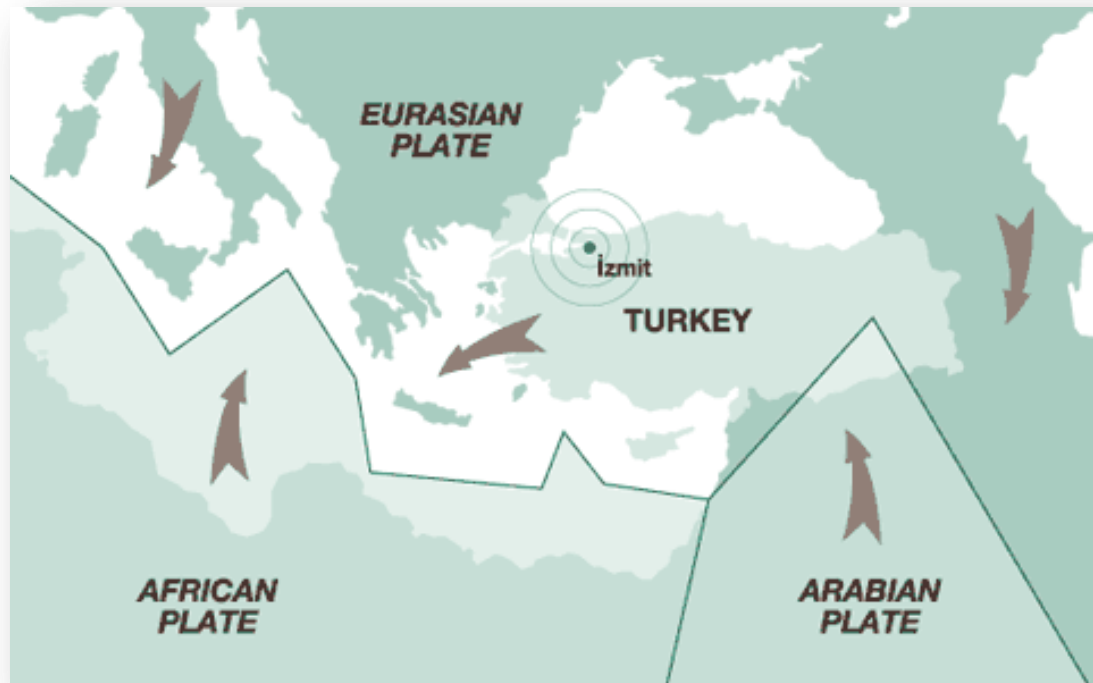 EURASIAN
PLATE
İzmit
TURKEY
AFRICAN
PLATE
ARABIAN
PLATE